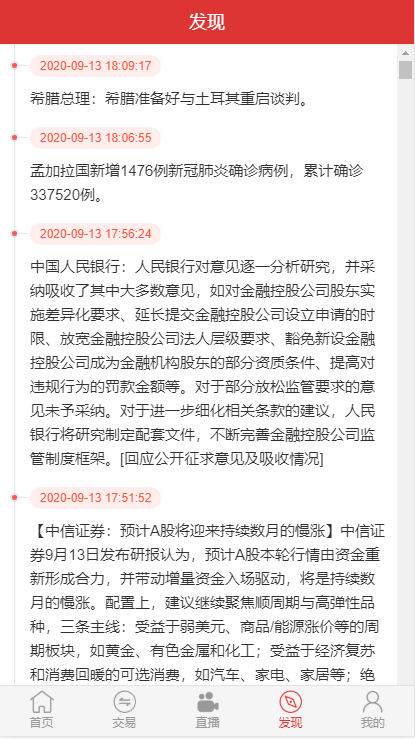 发现
2020-09-13 18:09:17
希腊总理：希腊准备好与土耳其重启谈判。
2020-09-13 18:06:55
孟加拉国新增1476例新冠肺炎确诊病例，累计确诊
337520例。
2020-09-13 17:56:24
中国人民银行：人民银行对意见逐一分析研究，并采
纳吸收了其中大多数意见，如对金融控股公司股东实
施差异化要求、延长提交金融控股公司设立申请的时
限、放宽金融控股公司法人层级要求、豁免新设金融
控股公司成为金融机构股东的部分资质条件、提高对
违规行为的罚款金额等。对于部分放松监管要求的意
见未予采纳。对于进一步细化相关条款的建议，人民
银行将研究制定配套文件，不断完善金融控股公司监
管制度框架。[回应公开征求意见及吸收情况]
2020-09-13 17:51:52
【中信证券：预计A股将迎来持续数月的慢涨】中信证
券9月13日发布研报认为，预计A股本轮行情由资金重
新形成合力，并带动增量资金入场驱动，将是持续数
月的慢涨。配置上，建议继续聚焦顺周期与高弹性品
种，三条主线：受益于弱美元、商品/能源涨价等的周
期板块，如黄金、有色金属和化工；受益于经济复苏
和消费回暖的可选消费，如汽车、家电、家居等；绝
首页 交易 直播 发现 我的